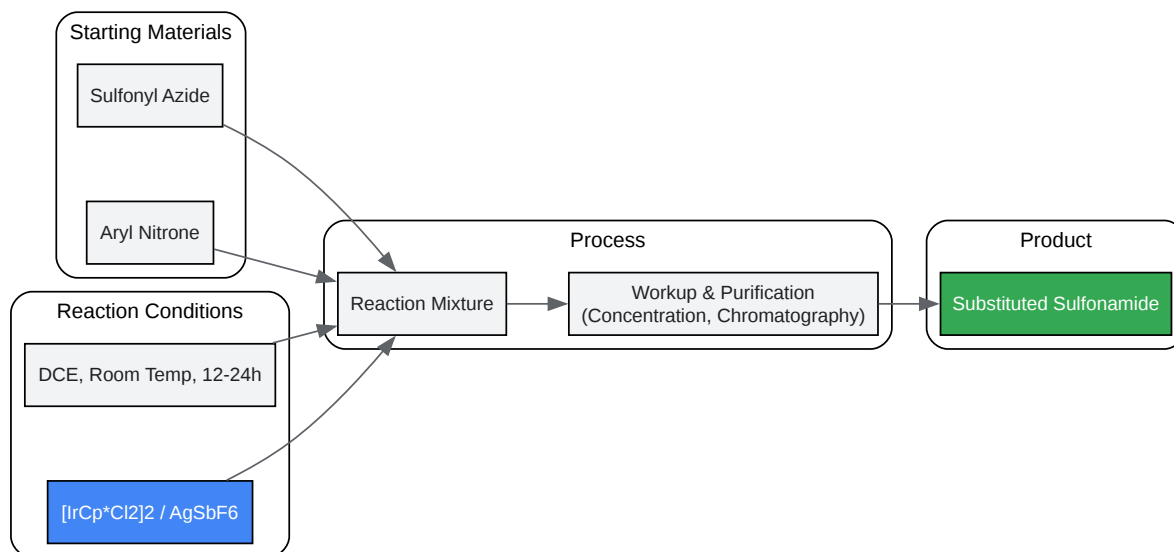 Starting Materials
Sulfonyl Azide
Aryl Nitrone
Reaction Conditions
DCE, Room Temp, 12-24h
[IrCp*Cl2]2 / AgSbF6
Process
Reaction Mixture
Workup & Purification
(Concentration, Chromatography)
Product
Substituted Sulfonamide